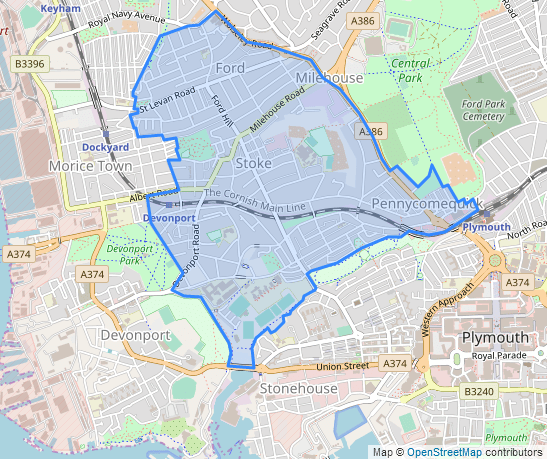 Keyham
Royal Navy Avenue
Wolseley Road
Seagrave Road
A386
B3396
Ford
Milehouse
Central
Park
St Levan Road
Ford Hill
Milehouse Road
Ford Park
Cemetery
A386
Dockyard
Morice Town
Stoke
Albert Road
The Cornish Main Line
Pennycomequick
Devonport
Plymouth
North Roa
A374
Devonport
Park
Devonport Road
A374
A374
Western Approach
Devonport
Plymouth
Royal Parade
Union Street
A374
Stonehouse
B3240
Plymouth
Map © OpenStreetMap contributors